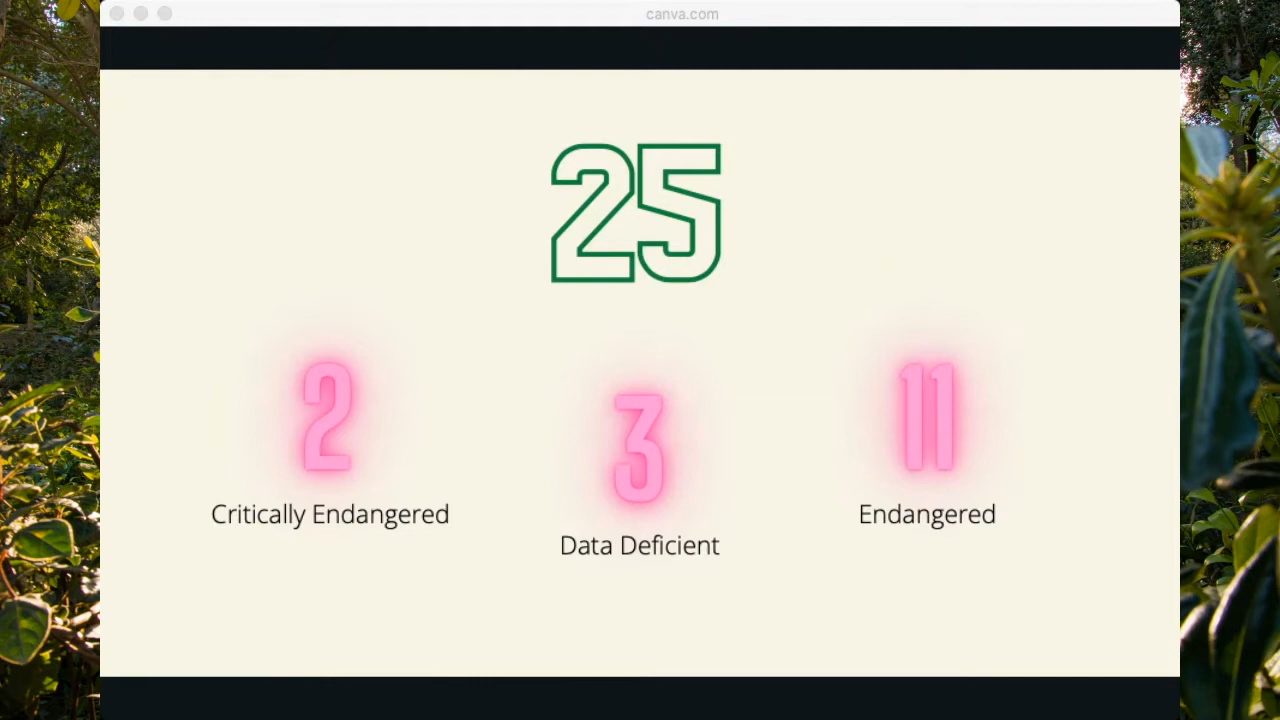 canva.com
25
2
3
11
Critically Endangered
Data Deficient
Endangered